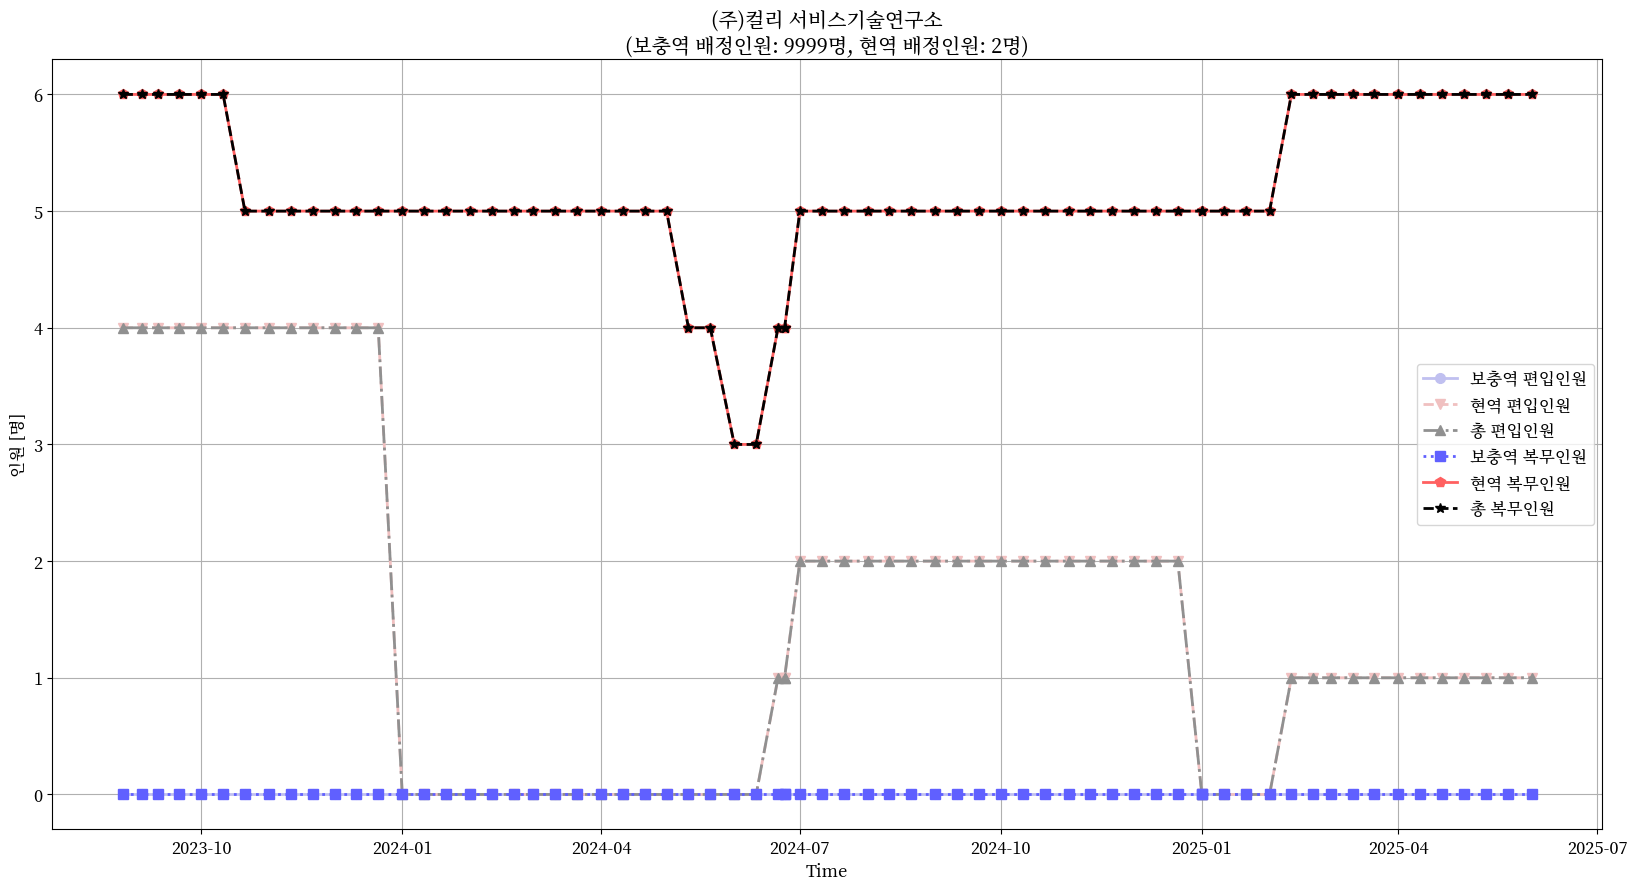 (주)컬리 서비스기술연구소
(보충역 배정인원: 9999명, 현역 배정인원: 2명)
인원 [명]
6
5
4
3
2
1
0
보충역 편입인원
현역 편입인원
총 편입인원
보충역 복무인원
현역 복무인원
총 복무인원
2023-10
2024-01
2024-04
2024-07
2024-10
2025-01
2025-04
2025-07
Time